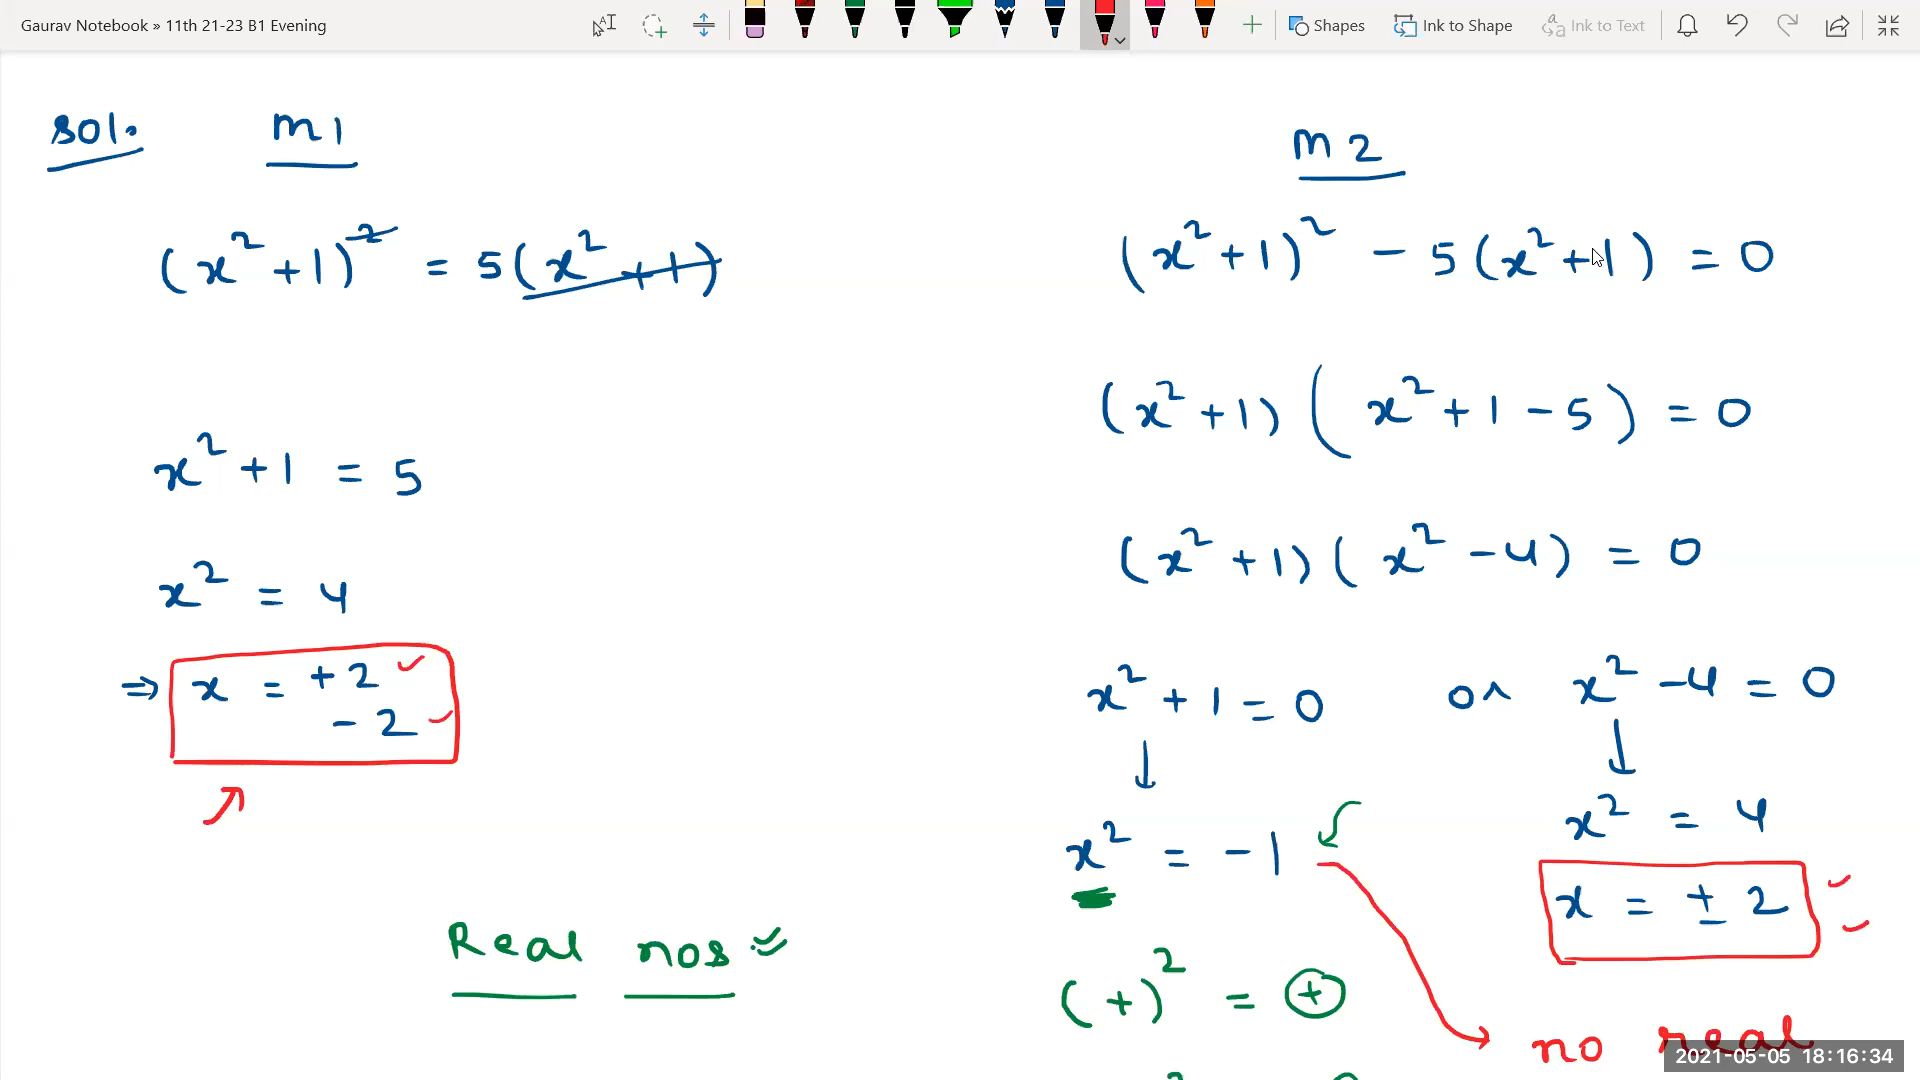 Gaurav Notebook » 11th 21-23 B1 Evening
Shapes Ink to Shape Ink to Text
sol. m1
(x² + 1)² = 5(x² + 1)
x² + 1 = 5
x² = 4
⇒ x = + 2 ✓
- 2 ✓
Real nos
m 2
(x² + 1)² - 5(x² + 1) = 0
(x² + 1)(x² + 1 - 5) = 0
(x² + 1)(x² - 4) = 0
x² + 1 = 0 or x² - 4 = 0
x² = -1
x² = 4
x = ± 2
(+)² = +
no real
2021-05-05 18:16:34